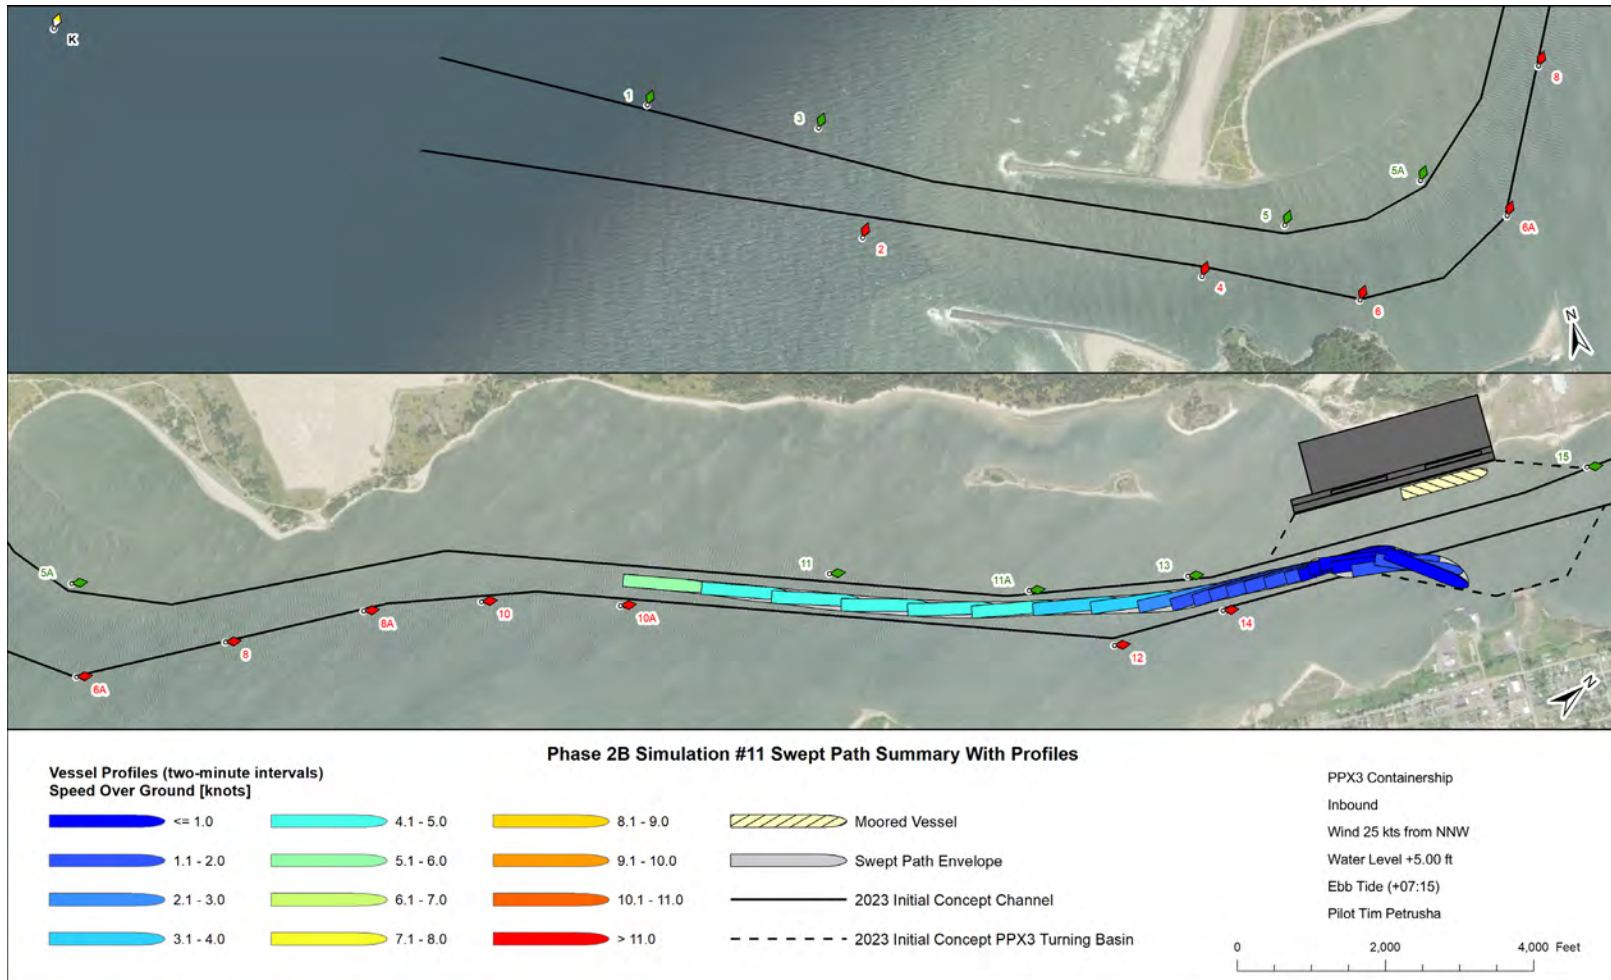 K
1
3
2
5
4
5A
6
6A
8
N
5A
6A
8
8A
10
10A
11
11A
12
13
14
15
N
Phase 2B Simulation #11 Swept Path Summary With Profiles
Vessel Profiles (two-minute intervals)
Speed Over Ground [knots]
<= 1.0
1.1 - 2.0
2.1 - 3.0
3.1 - 4.0
4.1 - 5.0
5.1 - 6.0
6.1 - 7.0
7.1 - 8.0
8.1 - 9.0
9.1 - 10.0
10.1 - 11.0
> 11.0
Moored Vessel
Swept Path Envelope
2023 Initial Concept Channel
2023 Initial Concept PPX3 Turning Basin
PPX3 Containership
Inbound
Wind 25 kts from NNW
Water Level +5.00 ft
Ebb Tide (+07:15)
Pilot Tim Petrusha
0 2,000 4,000 Feet